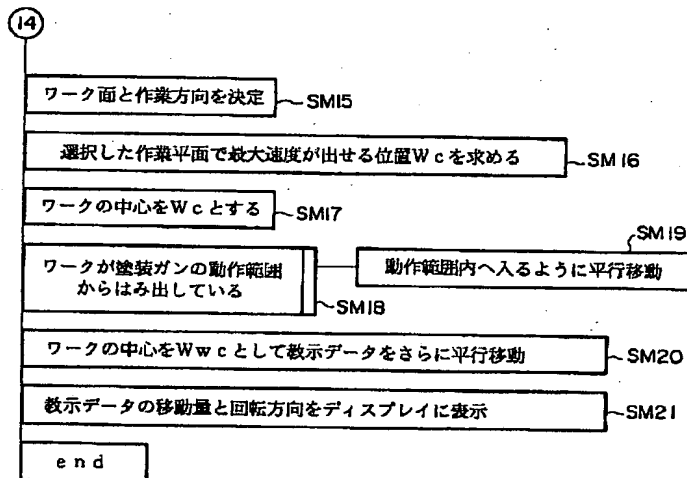 14
ワーク面と作業方向を決定
SM15
選択した作業平面で最大速度が出せる位置Wcを求める
SM16
ワークの中心をWcとする
SM17
SM19
ワークが塗装ガンの動作範囲
からはみ出している
動作範囲内へ入るように平行移動
SM18
ワークの中心をWwcとして教示データをさらに平行移動
SM20
教示データの移動量と回転方向をディスプレイに表示
SM21
end